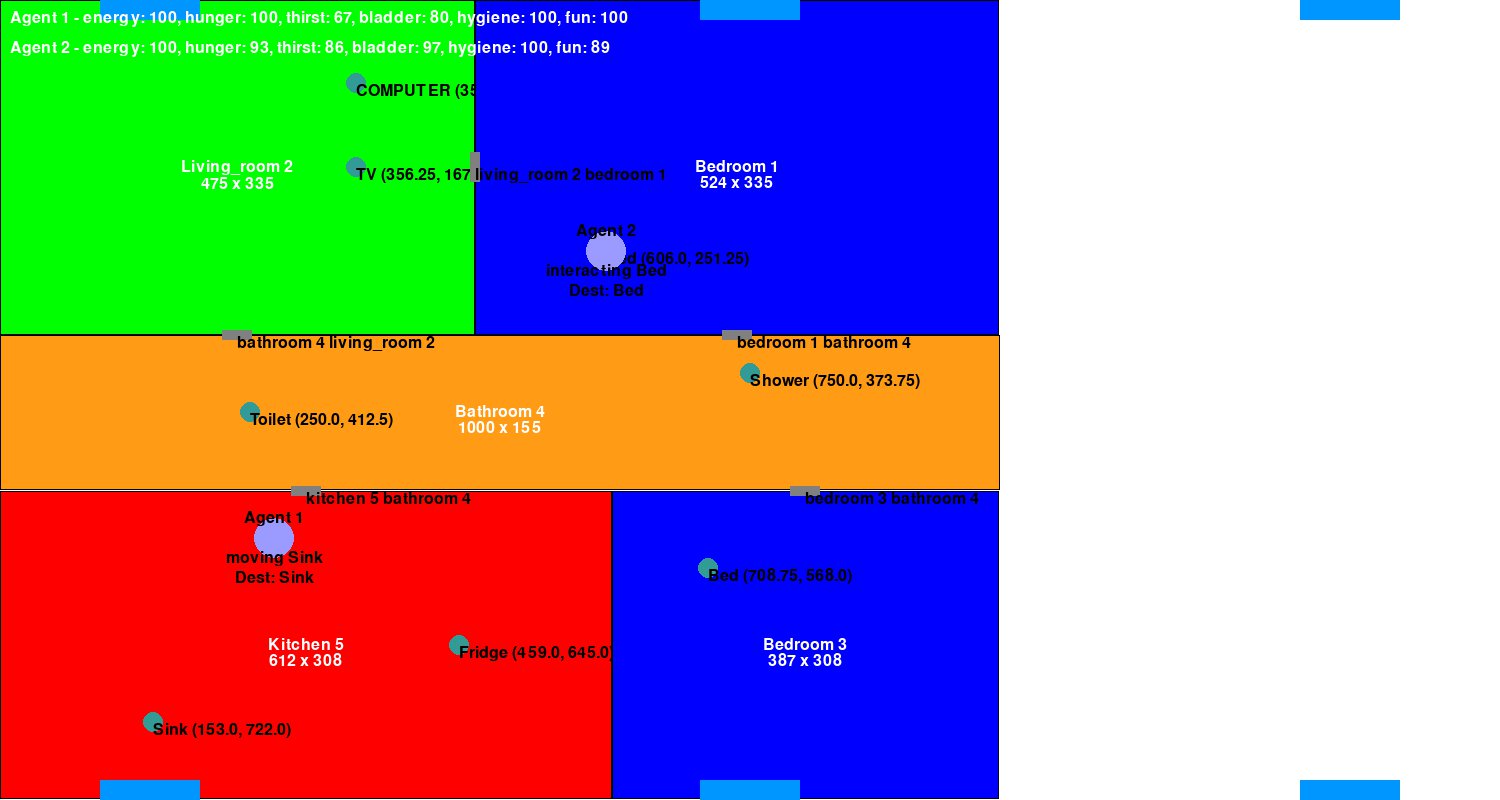 Agent 1 - energy: 100, hunger: 100, thirst: 67, bladder: 80, hygiene: 100, fun: 100
Agent 2 - energy: 100, hunger: 93, thirst: 86, bladder: 97, hygiene: 100, fun: 89
COMPUTER (35
Living_room 2
475 x 335
TV (356.25, 167
living_room 2 bedroom 1
Bedroom 1
524 x 335
Agent 2
d (606.0, 251.25)
interacting Bed
Dest: Bed
bathroom 4 living_room 2
bedroom 1 bathroom 4
Shower (750.0, 373.75)
Toilet (250.0, 412.5)
Bathroom 4
1000 x 155
kitchen 5 bathroom 4
bedroom 3 bathroom 4
Agent 1
moving Sink
Dest: Sink
Bed (708.75, 568.0)
Kitchen 5
612 x 308
Fridge (459.0, 645.0)
Bedroom 3
387 x 308
Sink (153.0, 722.0)